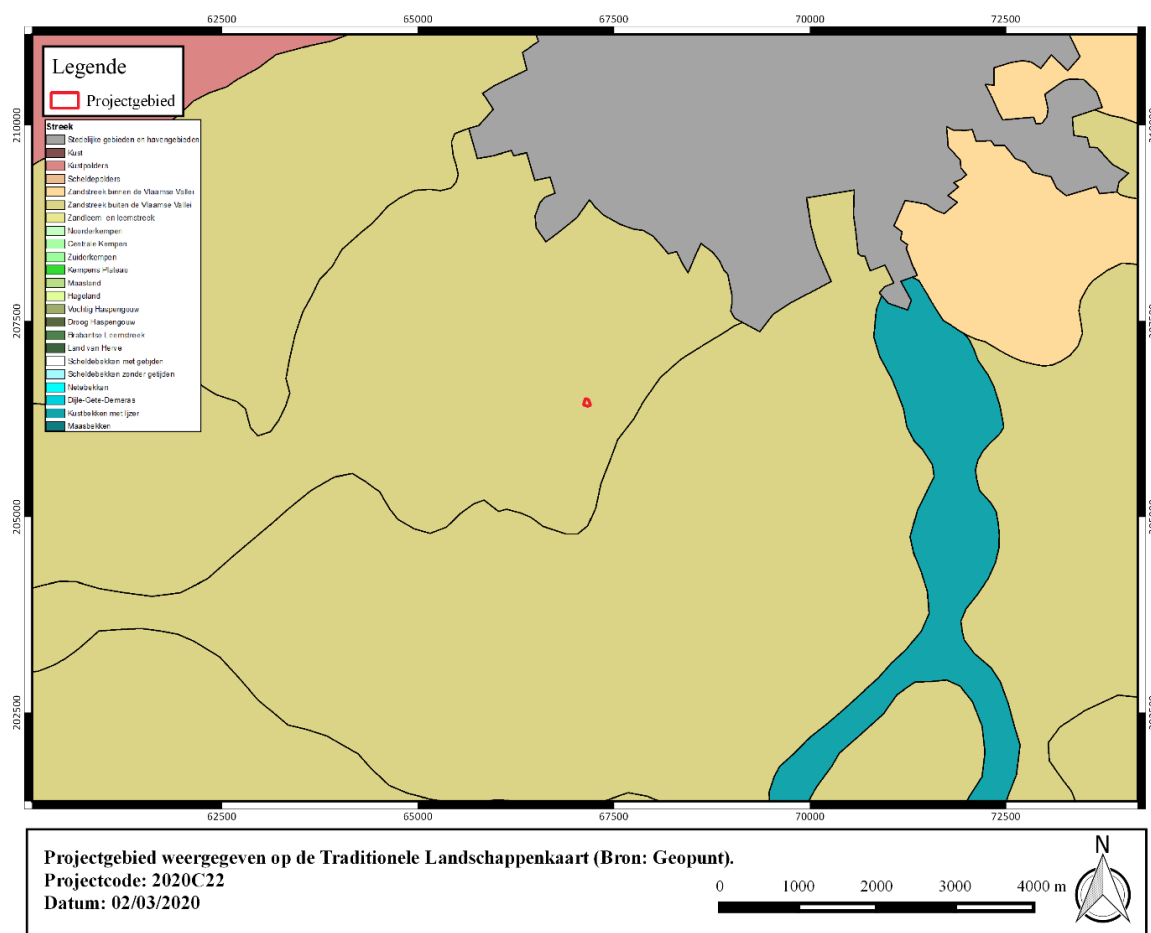 62500 65000 67500 70000 72500
Legende
Projectgebied
Streek
Stedelijke gebieden en havengebieden
Kust
Kustpolders
Scheldepolders
Zandstreek binnen de Vlaamse Vallei
Zandstreek buiten de Vlaamse Vallei
Zandleem- en leemstreek
Noorderkempen
Centrale Kempen
Zuiderkempen
Kempens Plateau
Maasland
Hageland
Vochtig Haspengouw
Droog Haspengouw
Brabantse Leemstreek
Land van Herve
Scheldebekken met getijden
Scheldebekken zonder getijden
Netebekken
Dijle-Gete-Demeras
Kustbekken met Ijzer
Maasbekken
210000 210000
207500 207500
205000 205000
202500 202500
62500 65000 67500 70000 72500
Projectgebied weergegeven op de Traditionele Landschappenkaart (Bron: Geopunt).
Projectcode: 2020C22
Datum: 02/03/2020
0 1000 2000 3000 4000 m
N